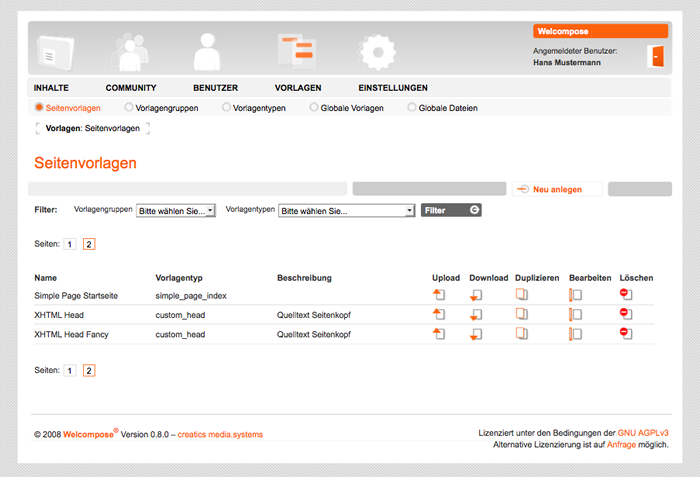 Welcompose
Angemeldeter Benutzer:
Hans Mustermann
INHALTE COMMUNITY BENUTZER VORLAGEN EINSTELLUNGEN
Seitenvorlagen Vorlagengruppen Vorlagentypen Globale Vorlagen Globale Dateien
Vorlagen: Seitenvorlagen
Seitenvorlagen
Neu anlegen
Filter: Vorlagengruppen Bitte wählen Sie... Vorlagentypen Bitte wählen Sie... Filter
Seiten: 1 2
Name Vorlagentyp Beschreibung Upload Download Duplizieren Bearbeiten Löschen
Simple Page Startseite simple_page_index
XHTML Head custom_head Quelltext Seitenkopf
XHTML Head Fancy custom_head Quelltext Seitenkopf
Seiten: 1 2
© 2008 Welcompose® Version 0.8.0 – creatics media.systems Lizenziert unter den Bedingungen der GNU AGPLv3
Alternative Lizenzierung ist auf Anfrage möglich.